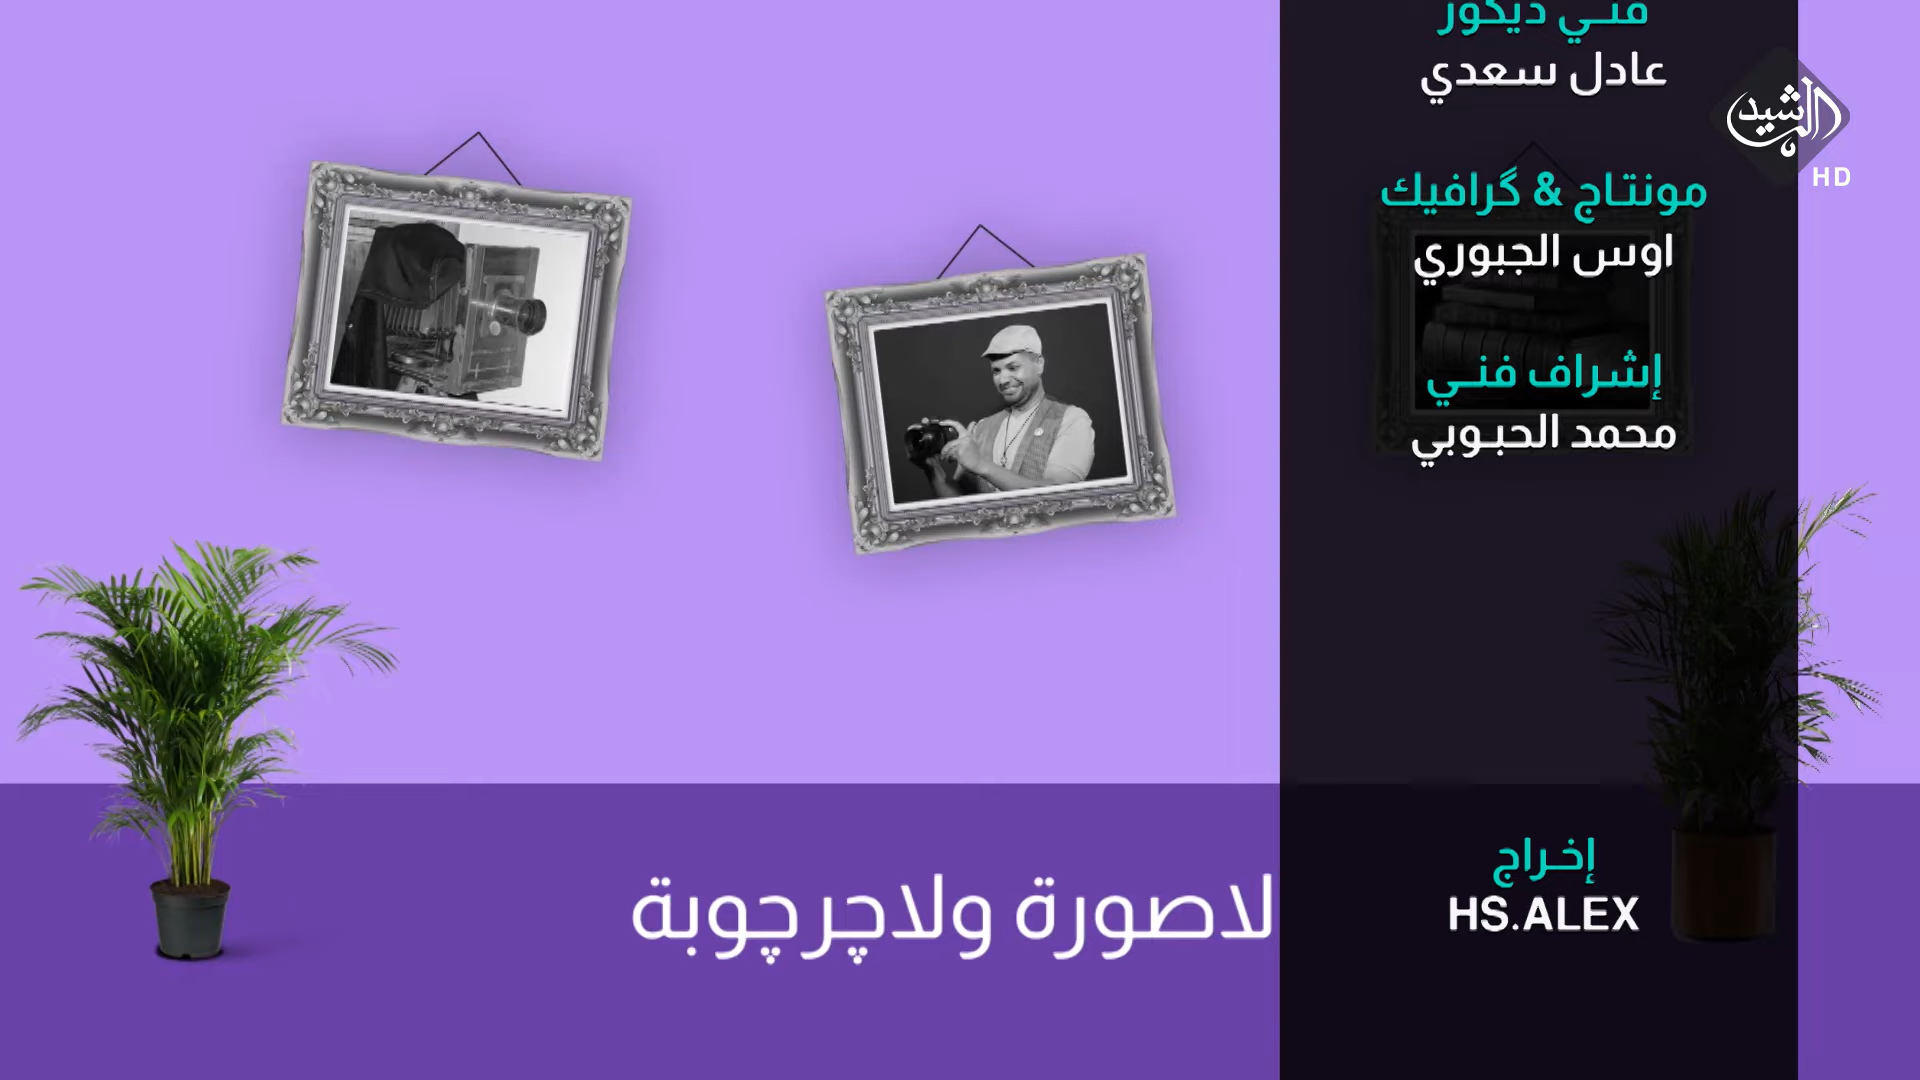 فني ديكور
عادل سعدي
الرشيد
HD
مونتاج & گرافيك
اوس الجبوري
إشراف فني
محمد الحبوبي
إخراج
HS.ALEX
لاصورة ولاچرچوبة